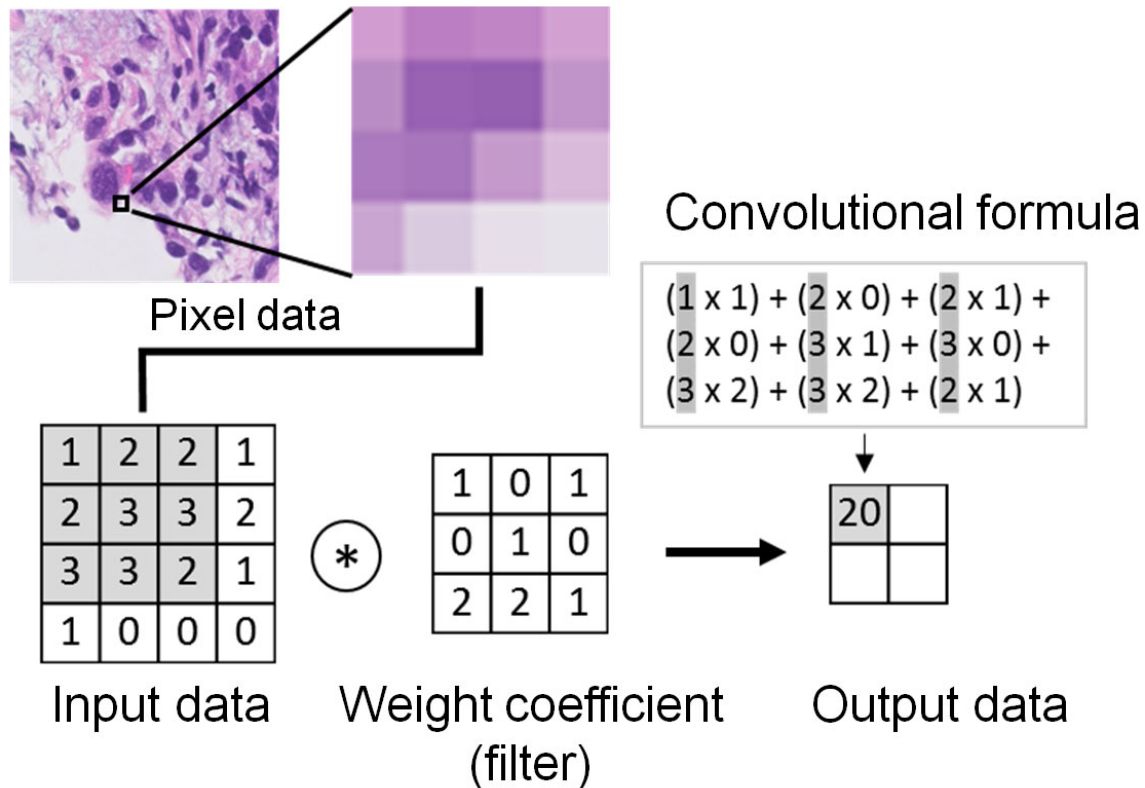 Pixel data
Convolutional formula
(1 x 1) + (2 x 0) + (2 x 1) +
(2 x 0) + (3 x 1) + (3 x 0) +
(3 x 2) + (3 x 2) + (2 x 1)
1 2 2 1
2 3 3 2
3 3 2 1
1 0 0 0
*
1 0 1
0 1 0
2 2 1
20
Input data
Weight coefficient
(filter)
Output data